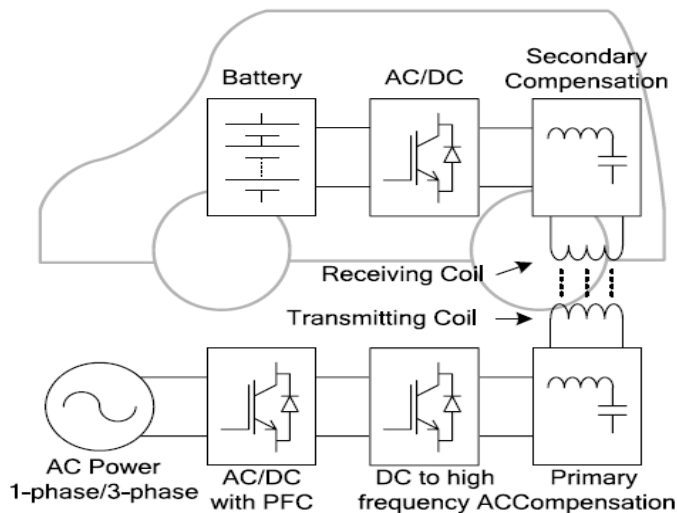 Battery
AC/DC
Secondary
Compensation
Receiving Coil
Transmitting Coil
AC Power
1-phase/3-phase
AC/DC
with PFC
DC to high
frequency AC
Primary
Compensation